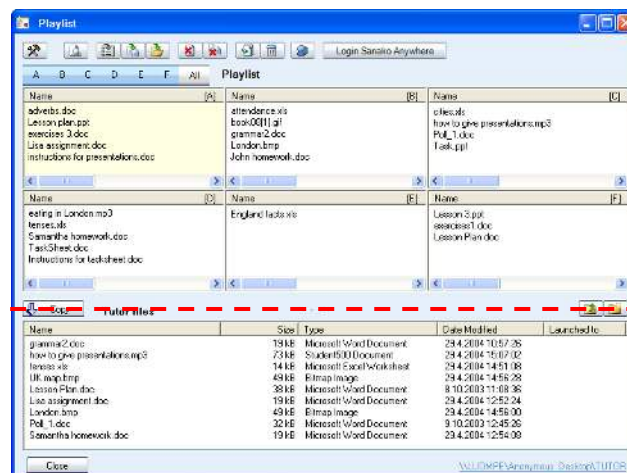 Playlist
Login Sanako Anywhere
A B C D E F All Playlist
Name [A]
adverbs.doc
Lesson plan.ppt
exercises 3.doc
Lisa assignment.doc
instructions for presentations.doc
Name [B]
attendance.xls
book00[1].gif
grammar2.doc
London.bmp
John homework.doc
Name [C]
cities.xls
how to give presentations.mp3
Poll_1.doc
Task.ppt
Name [D]
eating in London.mp3
tenses.xls
Samantha homework.doc
TaskSheet.doc
Instructions for tasksheet.doc
Name [E]
England facts.xls
Name [F]
Lesson 3.ppt
exercises1.doc
Lesson Plan.doc
Copy Tutor files
Name Size Type Date Modified Launched to
grammar2.doc 19 kB Microsoft Word Document 29.4.2004 10:57:26
how to give presentations.mp3 73 kB Student500 Document 29.4.2004 15:07:02
tenses.xls 14 kB Microsoft Excel Worksheet 29.4.2004 14:51:08
UK map.bmp 49 kB Bitmap Image 29.4.2004 14:56:28
Lesson Plan.doc 38 kB Microsoft Word Document 8.10.2003 11:08:36
Lisa assignment.doc 19 kB Microsoft Word Document 29.4.2004 12:52:24
London.bmp 49 kB Bitmap Image 29.4.2004 14:56:00
Poll_1.doc 32 kB Microsoft Word Document 9.10.2003 12:45:26
Samantha homework.doc 19 kB Microsoft Word Document 29.4.2004 12:54:08
Close